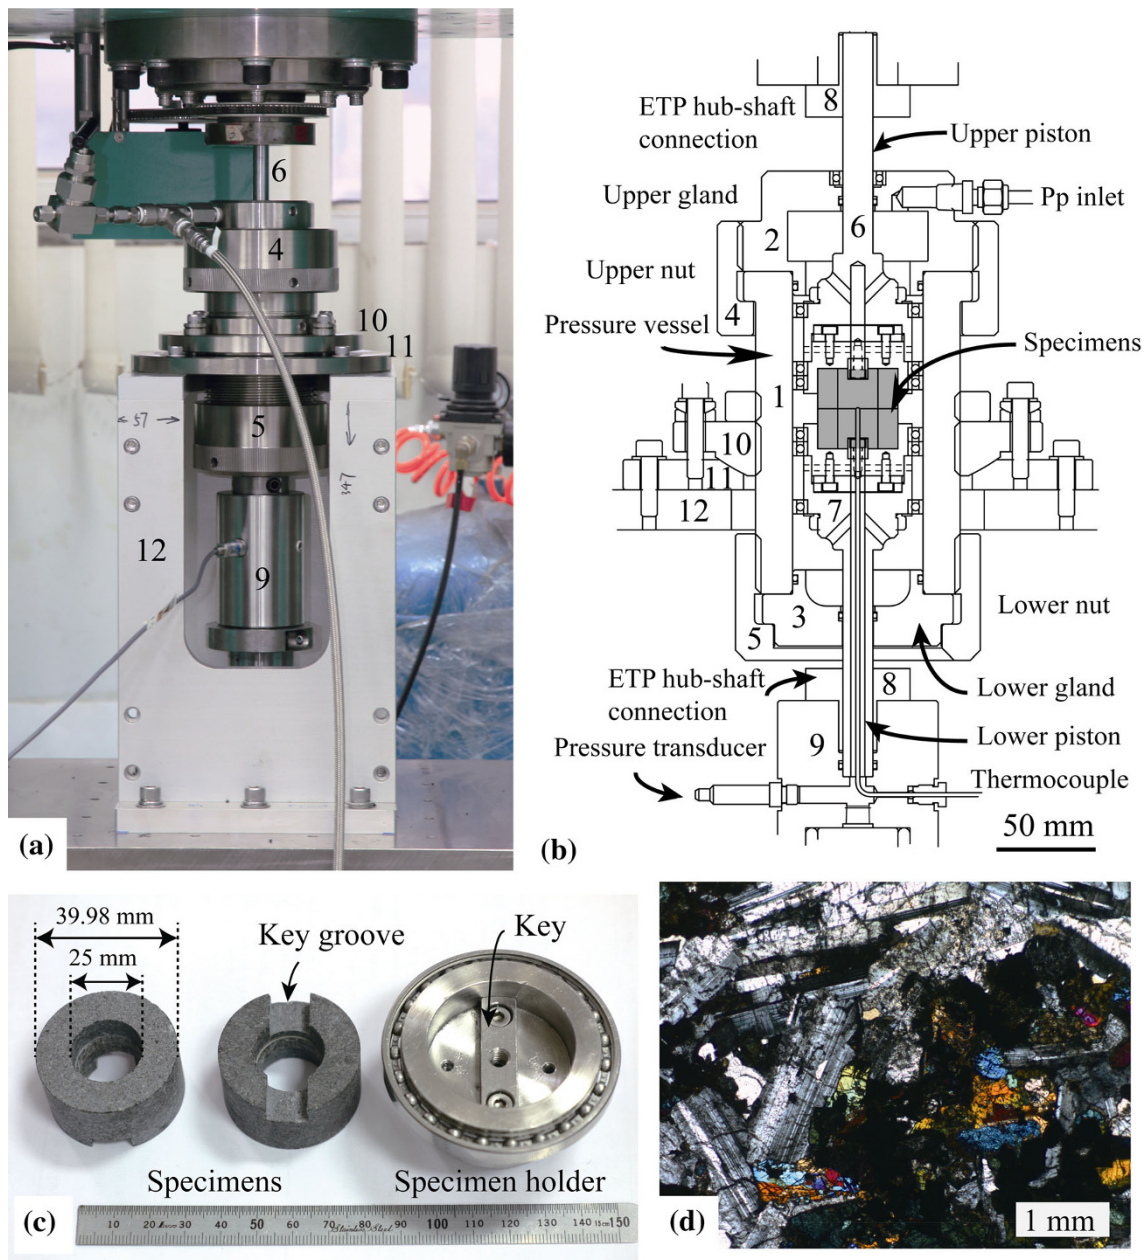 6
4
10
11
57
5
347
12
9
(a)
8
ETP hub-shaft
connection
Upper piston
Upper gland
Pp inlet
6
2
Upper nut
4
Pressure vessel
Specimens
1
10
11
12
7
3
Lower nut
5
ETP hub-shaft
connection
8
Lower gland
9
Lower piston
Pressure transducer
Thermocouple
50 mm
(b)
39.98 mm
25 mm
Key groove
Key
Specimens
Specimen holder
10 20 30 40 50 60 70 80 90 100 110 120 130 140 15cm 150
Stainless Steel
(c)
1 mm
(d)